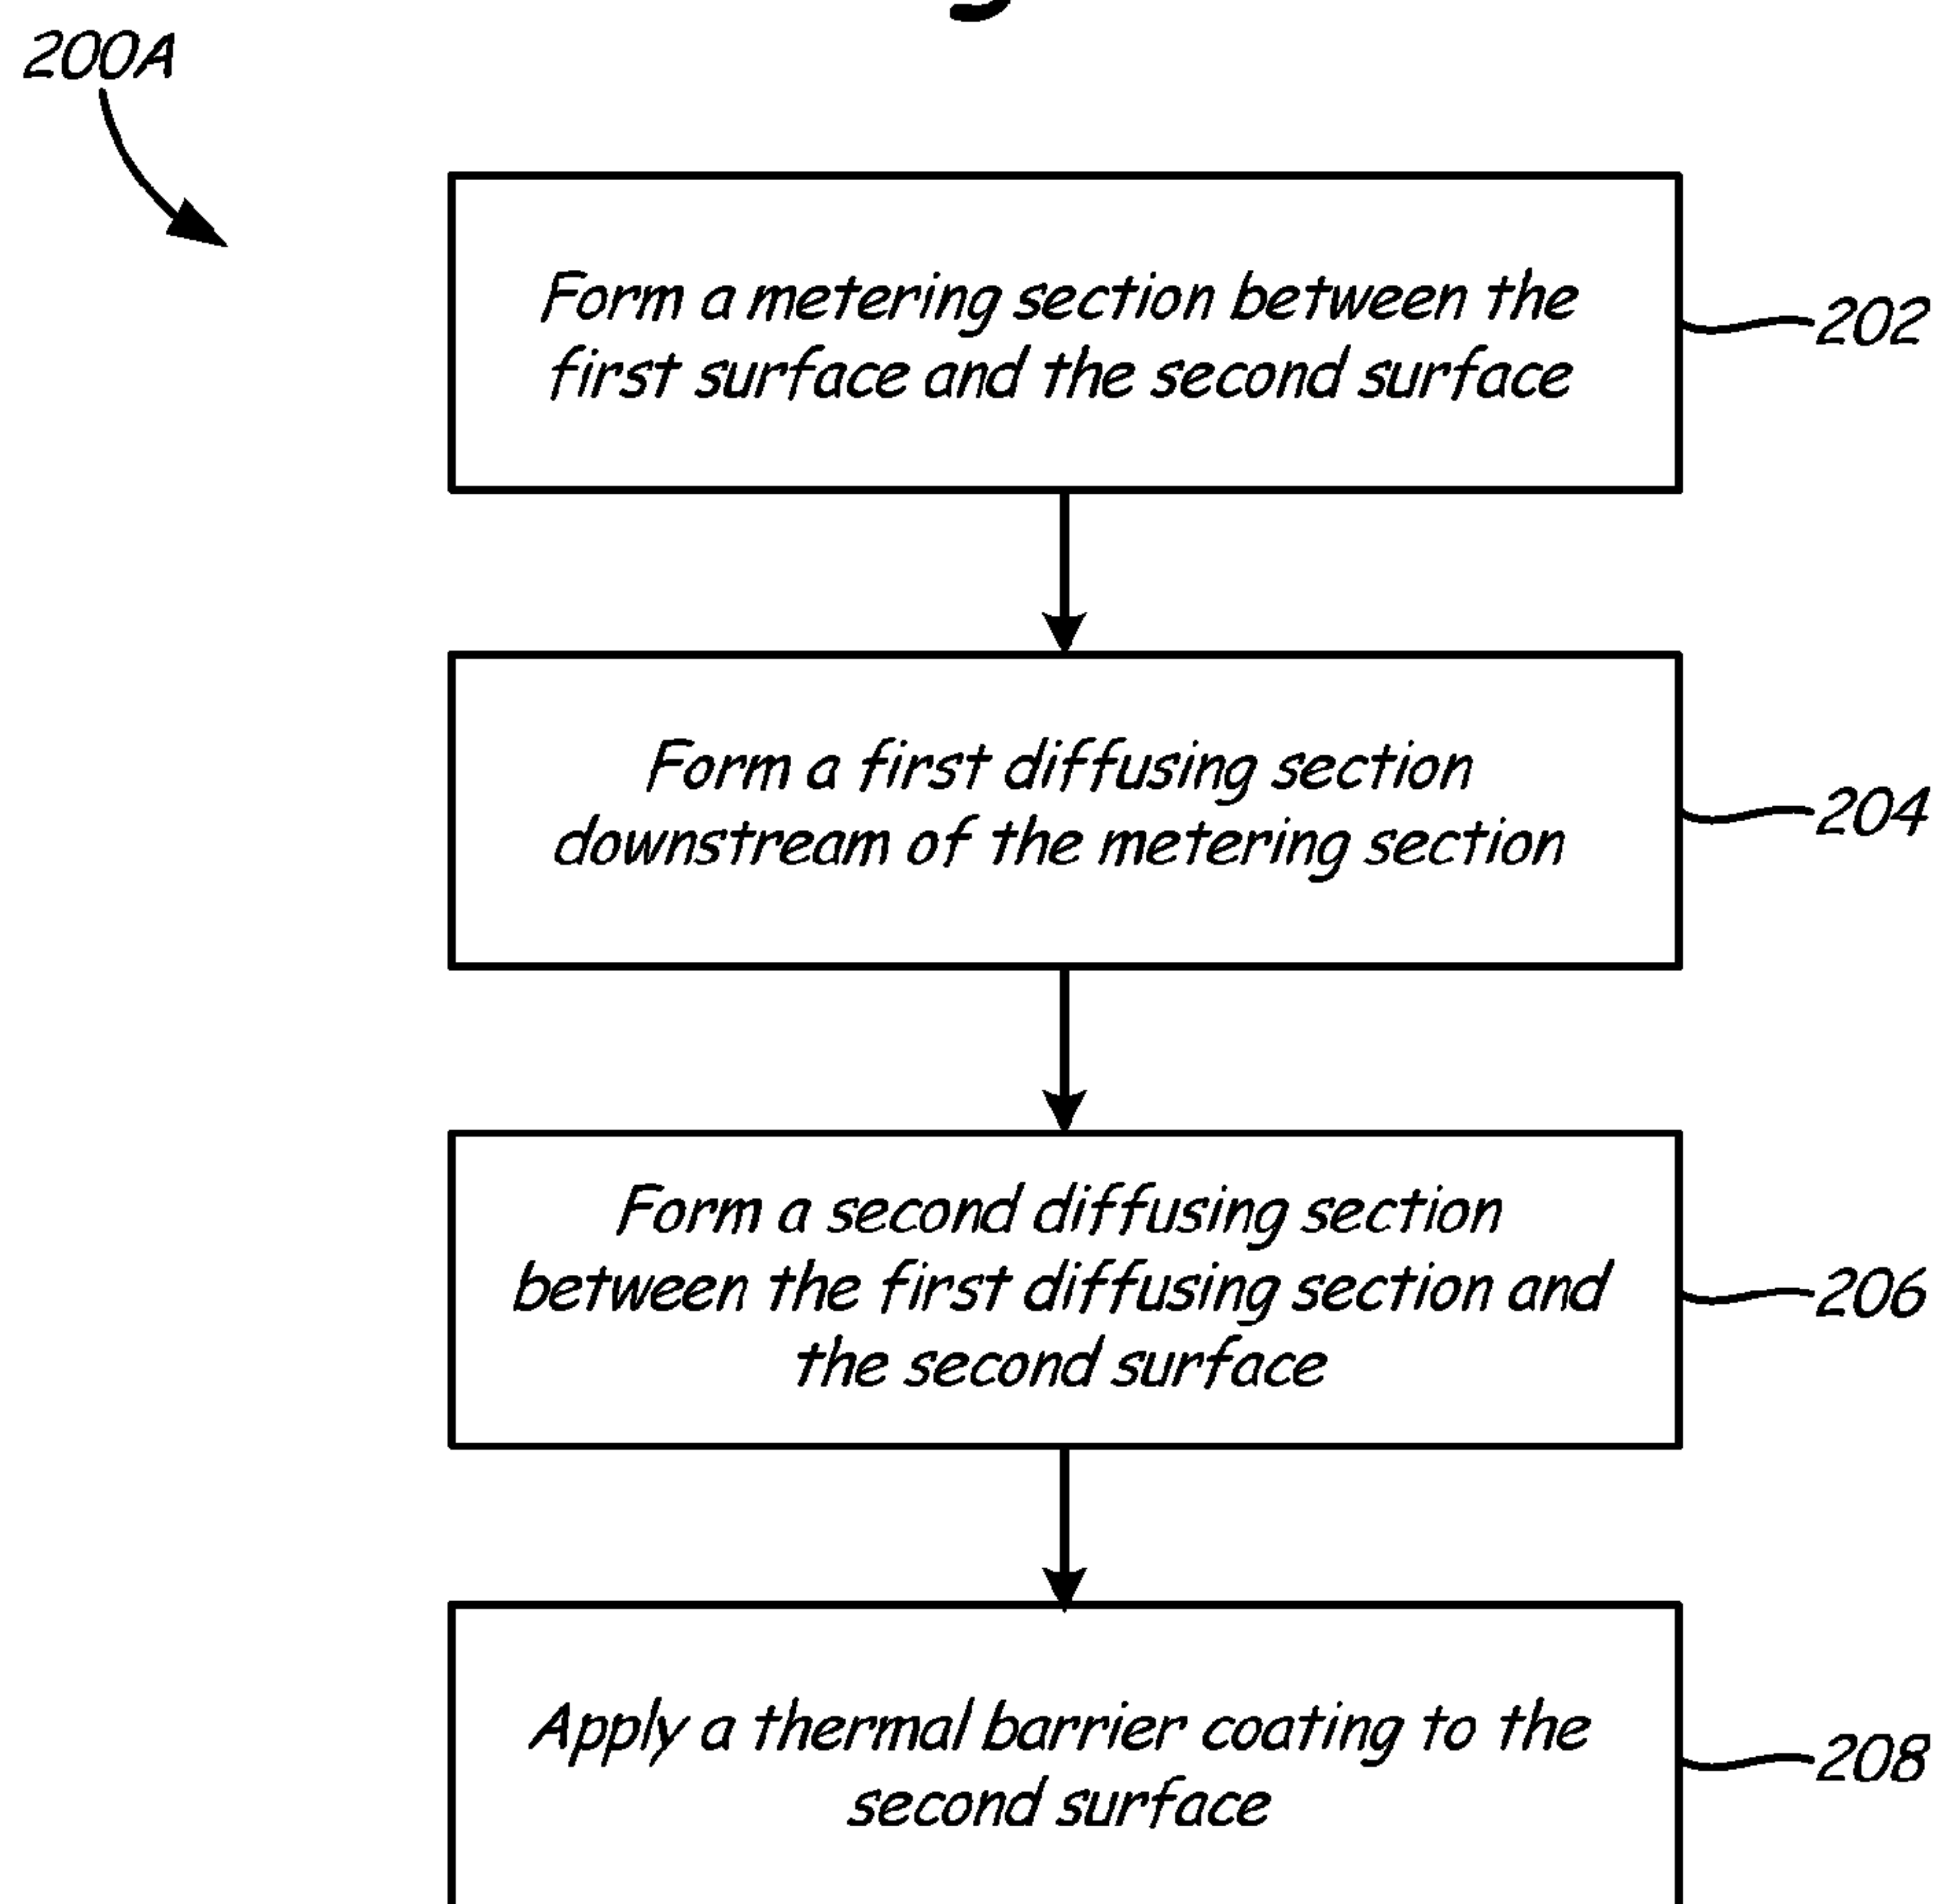 200A
Form a metering section between the
first surface and the second surface
202
Form a first diffusing section
downstream of the metering section
204
Form a second diffusing section
between the first diffusing section and
the second surface
206
Apply a thermal barrier coating to the
second surface
208